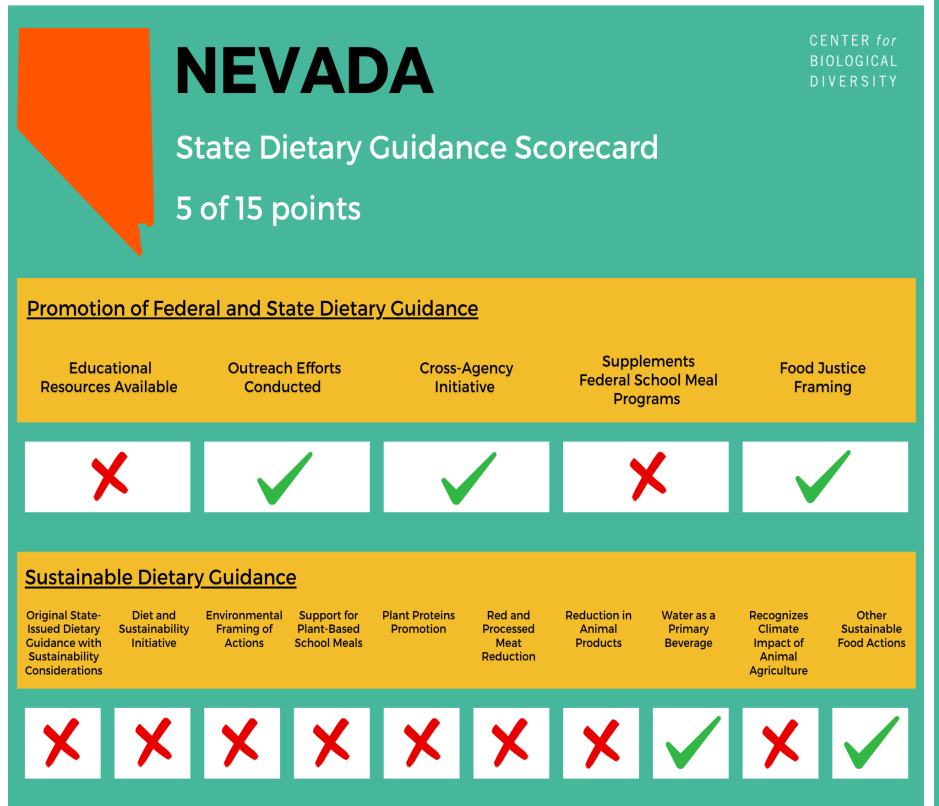 CENTER for
BIOLOGICAL
DIVERSITY
NEVADA
State Dietary Guidance Scorecard
5 of 15 points
Promotion of Federal and State Dietary Guidance
Educational
Resources Available
Outreach Efforts
Conducted
Cross-Agency
Initiative
Supplements
Federal School Meal
Programs
Food Justice
Framing
Sustainable Dietary Guidance
Original State-
Issued Dietary
Guidance with
Sustainability
Considerations
Diet and
Sustainability
Initiative
Environmental
Framing of
Actions
Support for
Plant-Based
School Meals
Plant Proteins
Promotion
Red and
Processed
Meat
Reduction
Reduction in
Animal
Products
Water as a
Primary
Beverage
Recognizes
Climate
Impact of
Animal
Agriculture
Other
Sustainable
Food Actions